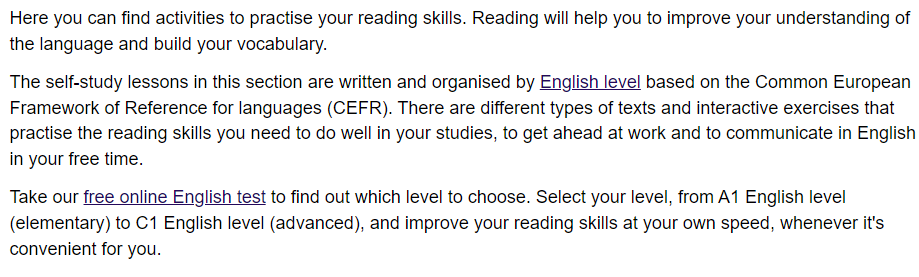 Here you can find activities to practise your reading skills. Reading will help you to improve your understanding of
the language and build your vocabulary.
The self-study lessons in this section are written and organised by English level based on the Common European
Framework of Reference for languages (CEFR). There are different types of texts and interactive exercises that
practise the reading skills you need to do well in your studies, to get ahead at work and to communicate in English
in your free time.
Take our free online English test to find out which level to choose. Select your level, from A1 English level
(elementary) to C1 English level (advanced), and improve your reading skills at your own speed, whenever it's
convenient for you.